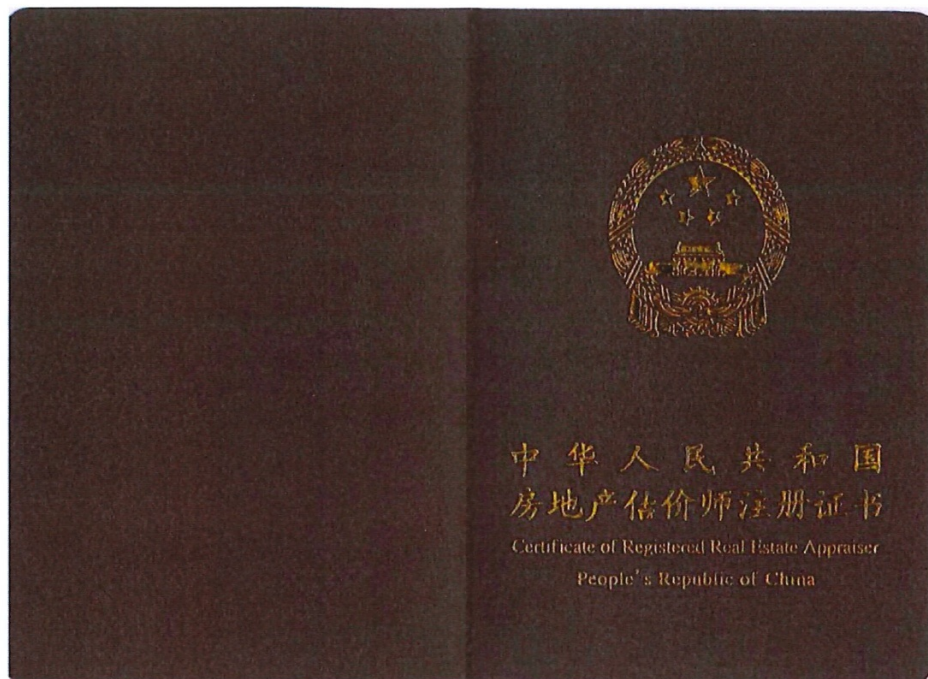 中华人民共和国
房地产估价师注册证书
Certificate of Registered Real Estate Appraiser
People's Republic of China